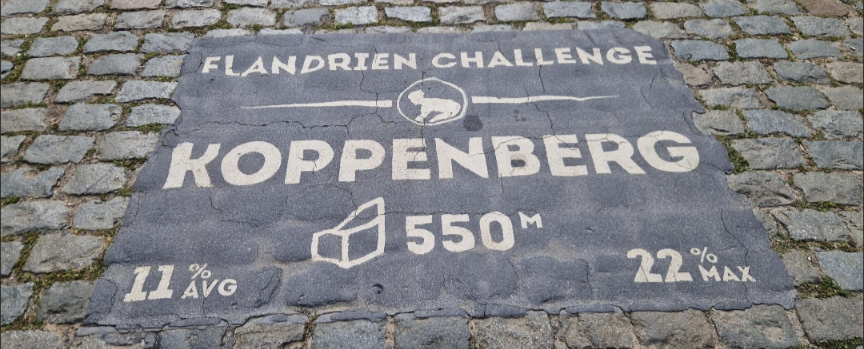 FLANDRIEN CHALLENGE
KOPPENBERG
550M
11% AVG
22% MAX